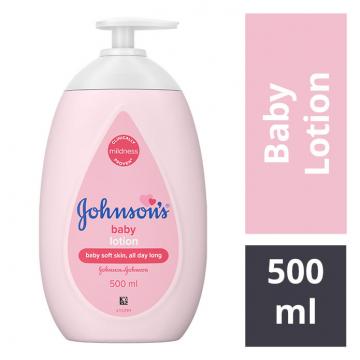 CLINICALLY
mildness
PROVEN
Johnson's
baby
lotion
baby soft skin, all day long
Johnson & Johnson
500 ml
Baby
Lotion
500
ml